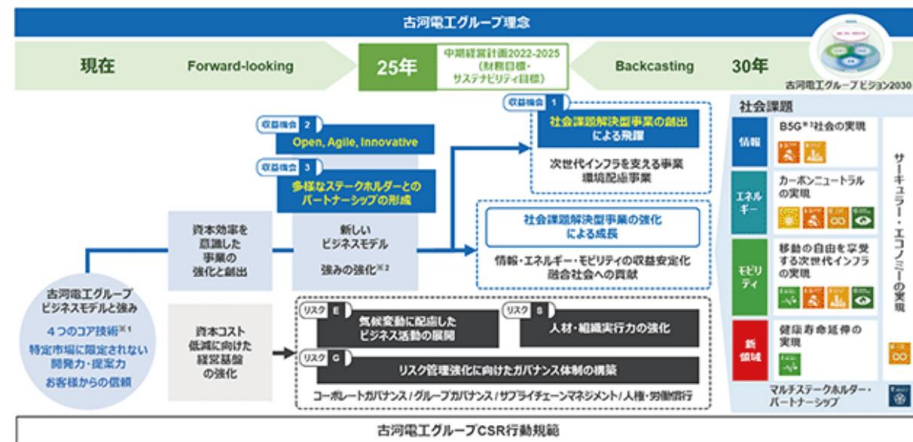 古河電工グループ理念
現在
Forward-looking
25年
中期経営計画2022-2025
(財務目標・
サステナビリティ目標)
Backcasting
30年
古河電工グループ ビジョン2030
収益機会 1
社会課題解決型事業の創出
による飛躍
次世代インフラを支える事業
環境配慮事業
収益機会 2
Open, Agile, Innovative
収益機会 3
多様なステークホルダーとの
パートナーシップの形成
資本効率を
意識した
事業の
強化と創出
新しい
ビジネスモデル
強みの強化※2
社会課題解決型事業の強化
による成長
情報・エネルギー・モビリティの収益安定化
融合社会への貢献
古河電工グループ
ビジネスモデルと強み
4つのコア技術※1
特定市場に限定されない
開発力・提案力
お客様からの信頼
資本コスト
低減に向けた
経営基盤
の強化
リスク E
気候変動に配慮した
ビジネス活動の展開
リスク S
人材・組織実行力の強化
リスク G
リスク管理強化に向けたガバナンス体制の構築
コーポレートガバナンス / グループガバナンス / サプライチェーンマネジメント / 人権・労働慣行
社会課題
情報
B5G※3社会の実現
エネル
ギー
カーボンニュートラル
の実現
モビリ
ティ
移動の自由を享受
する次世代インフラ
の実現
新
領域
健康寿命延伸の
実現
マルチステークホルダー・
パートナーシップ
サーキュラー・エコノミーの実現
古河電工グループCSR行動規範